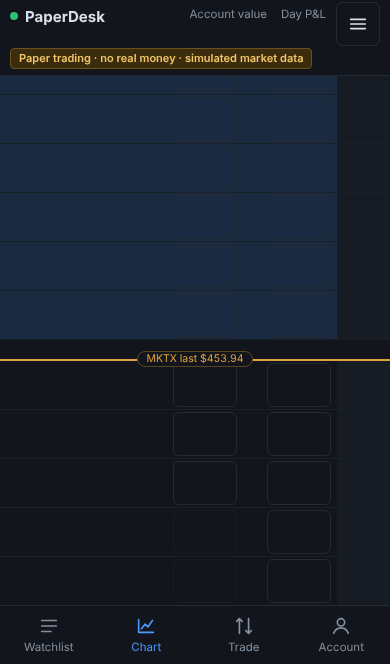 PaperDesk
Account value
Day P&L
Paper trading · no real money · simulated market data
MKTX last $453.94
Watchlist
Chart
Trade
Account